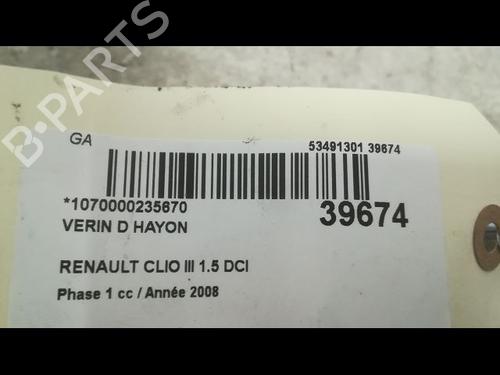 B-PARTS
GA
53491301 39674
*1070000235670
39674
VERIN D HAYON
RENAULT CLIO III 1.5 DCI
Phase 1 cc / Année 2008